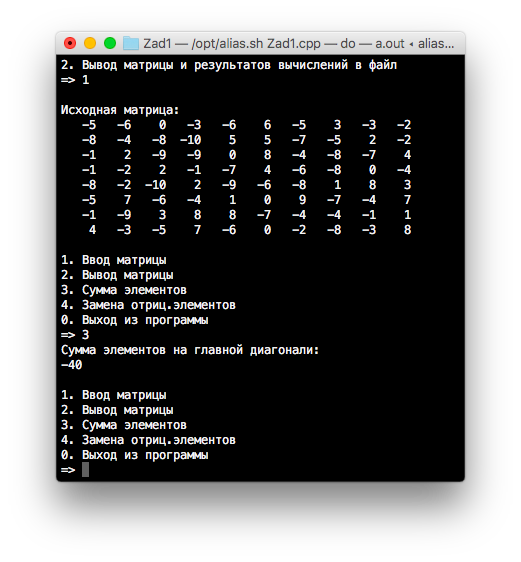 Zad1 — /opt/alias.sh Zad1.cpp — do — a.out ◂ alias...
2. Вывод матрицы и результатов вычислений в файл
=> 1
Исходная матрица:
-5 -6 0 -3 -6 6 -5 3 -3 -2
-8 -4 -8 -10 5 5 -7 -5 2 -2
-1 2 -9 -9 0 8 -4 -8 -7 4
-1 -2 2 -1 -7 4 -6 -8 0 -4
-8 -2 -10 2 -9 -6 -8 1 8 3
-5 7 -6 -4 1 0 9 -7 -4 7
-1 -9 3 8 8 -7 -4 -4 -1 1
4 -3 -5 7 -6 0 -2 -8 -3 8
1. Ввод матрицы
2. Вывод матрицы
3. Сумма элементов
4. Замена отриц.элементов
0. Выход из программы
=> 3
Сумма элементов на главной диагонали:
-40
1. Ввод матрицы
2. Вывод матрицы
3. Сумма элементов
4. Замена отриц.элементов
0. Выход из программы
=>